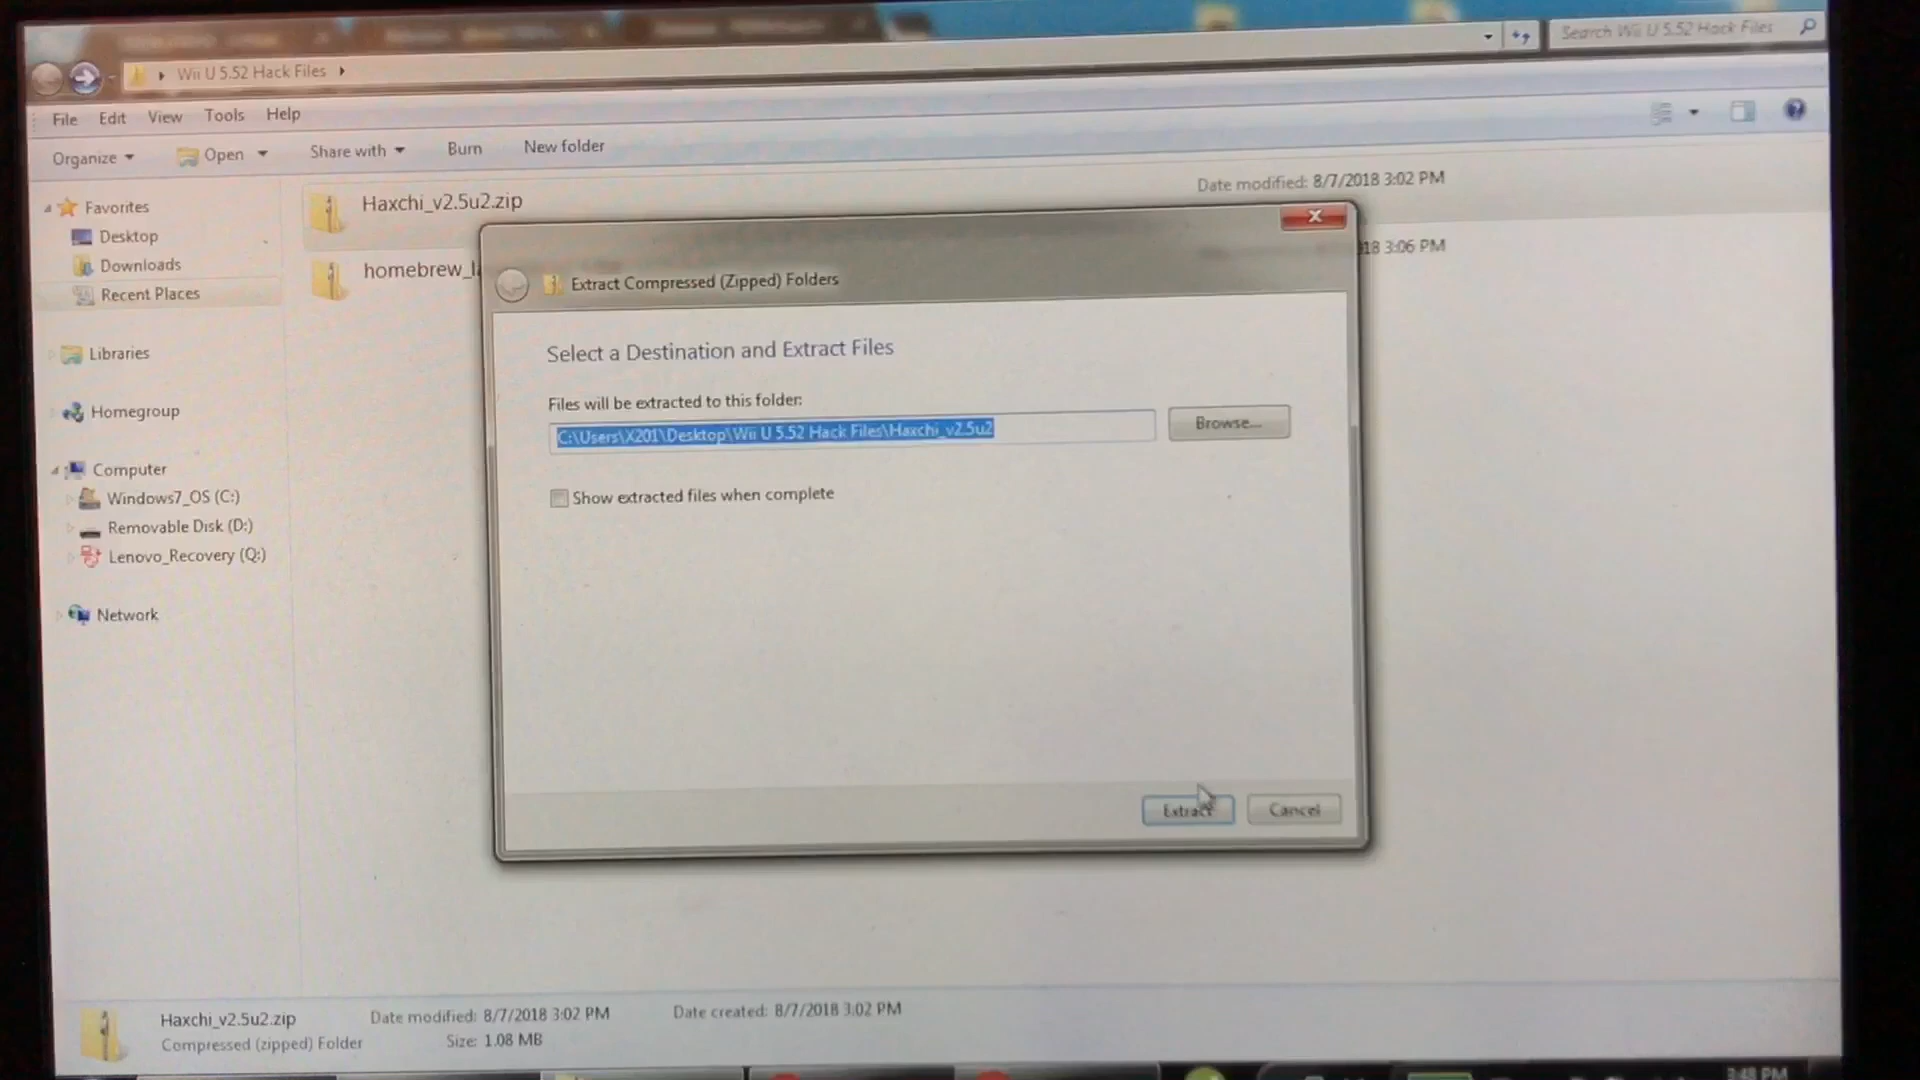 Wii U 5.52 Hack Files
Search Wii U 5.52 Hack Files
File Edit View Tools Help
Organize Open Share with Burn New folder
Favorites
Desktop
Downloads
Recent Places
Libraries
Homegroup
Computer
Windows7_OS (C:)
Removable Disk (D:)
Lenovo_Recovery (Q:)
Network
Haxchi_v2.5u2.zip
Date modified: 8/7/2018 3:02 PM
3:06 PM
Extract Compressed (Zipped) Folders
Select a Destination and Extract Files
Files will be extracted to this folder:
C:\Users\X201\Desktop\Wii U 5.52 Hack Files\Haxchi_v2.5u2
Browse...
Show extracted files when complete
Extract Cancel
Haxchi_v2.5u2.zip Date modified: 8/7/2018 3:02 PM Date created: 8/7/2018 3:02 PM
Compressed (zipped) Folder Size: 1.08 MB
3:48 PM